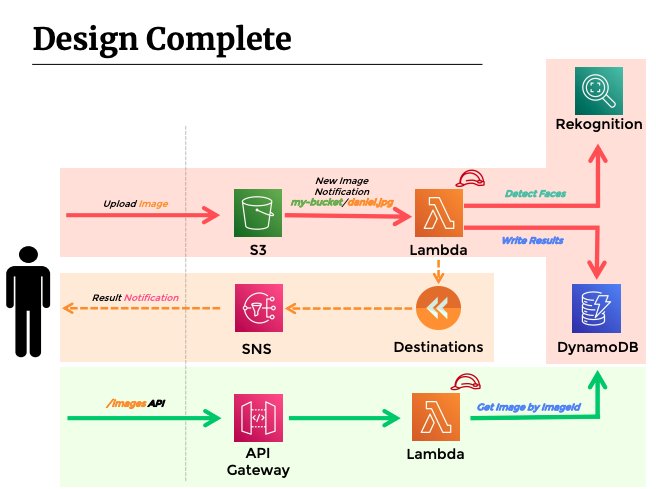 Design Complete
Rekognition
New Image
Notification
my-bucket/daniel.jpg
Upload Image
Detect Faces
Write Results
S3
Lambda
Result Notification
SNS
Destinations
DynamoDB
/images API
Get Image by ImageId
API
Gateway
Lambda